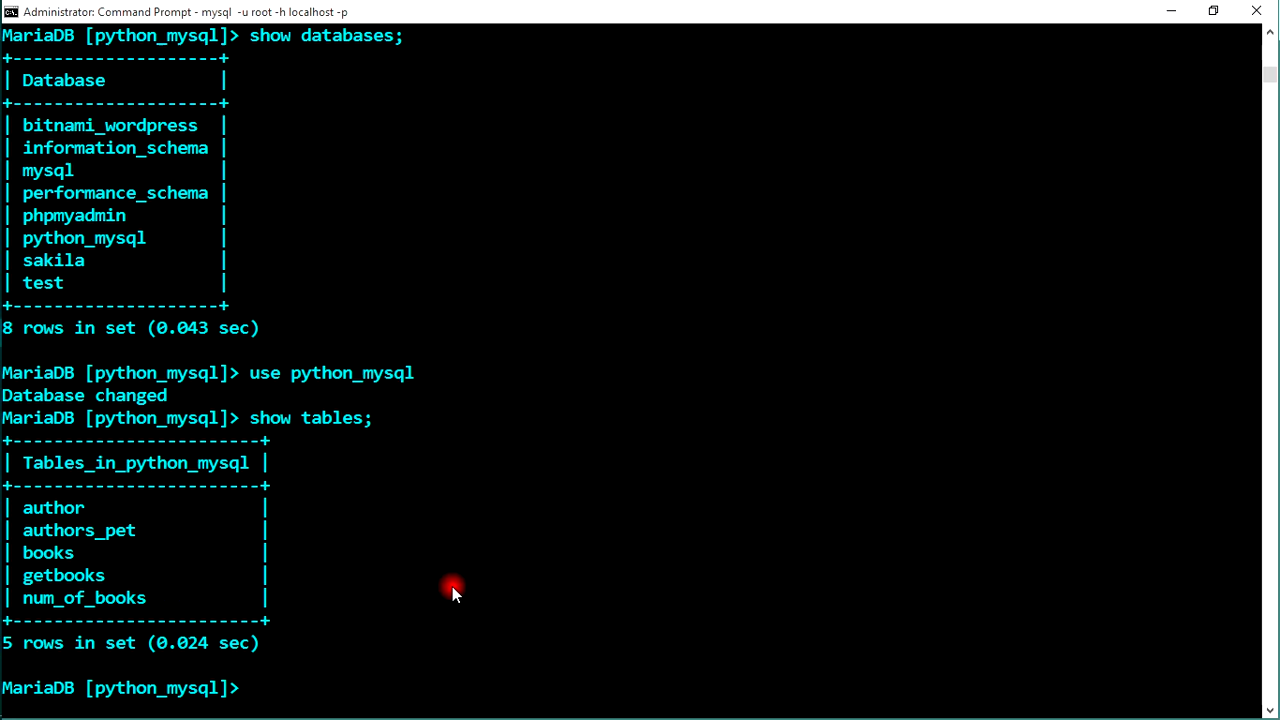 Administrator: Command Prompt - mysql  -u root -h localhost -p
MariaDB [python_mysql]> show databases;
+--------------------+
| Database           |
+--------------------+
| bitnami_wordpress  |
| information_schema |
| mysql              |
| performance_schema |
| phpmyadmin         |
| python_mysql       |
| sakila             |
| test               |
+--------------------+
8 rows in set (0.043 sec)
MariaDB [python_mysql]> use python_mysql
Database changed
MariaDB [python_mysql]> show tables;
+------------------------+
| Tables_in_python_mysql |
+------------------------+
| author                 |
| authors_pet            |
| books                  |
| getbooks               |
| num_of_books           |
+------------------------+
5 rows in set (0.024 sec)
MariaDB [python_mysql]>